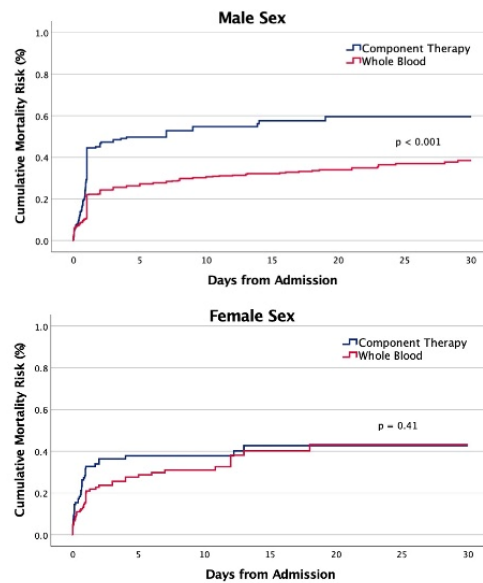 Male Sex
Component Therapy
Whole Blood
p < 0.001
Cumulative Mortality Risk (%)
1.0
0.8
0.6
0.4
0.2
0.0
0 5 10 15 20 25 30
Days from Admission
Female Sex
Component Therapy
Whole Blood
p = 0.41
Cumulative Mortality Risk (%)
1.0
0.8
0.6
0.4
0.2
0.0
0 5 10 15 20 25 30
Days from Admission